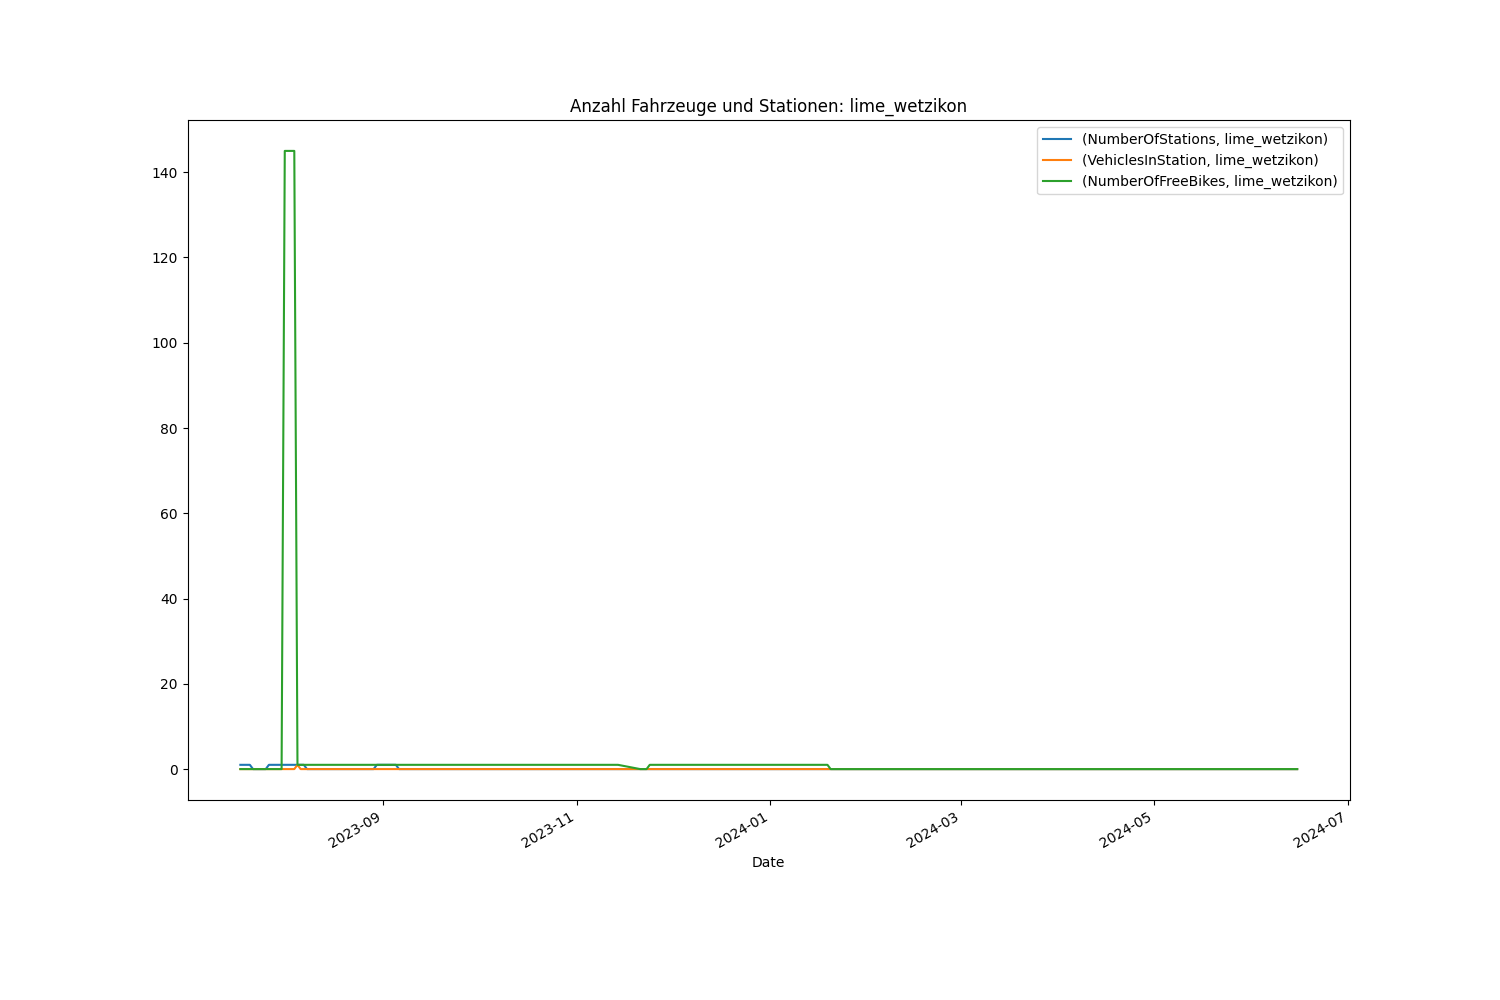 Anzahl Fahrzeuge und Stationen: lime_wetzikon
(NumberOfStations, lime_wetzikon)
(VehiclesInStation, lime_wetzikon)
(NumberOfFreeBikes, lime_wetzikon)
140
120
100
80
60
40
20
0
2023-09
2023-11
2024-01
2024-03
2024-05
2024-07
Date